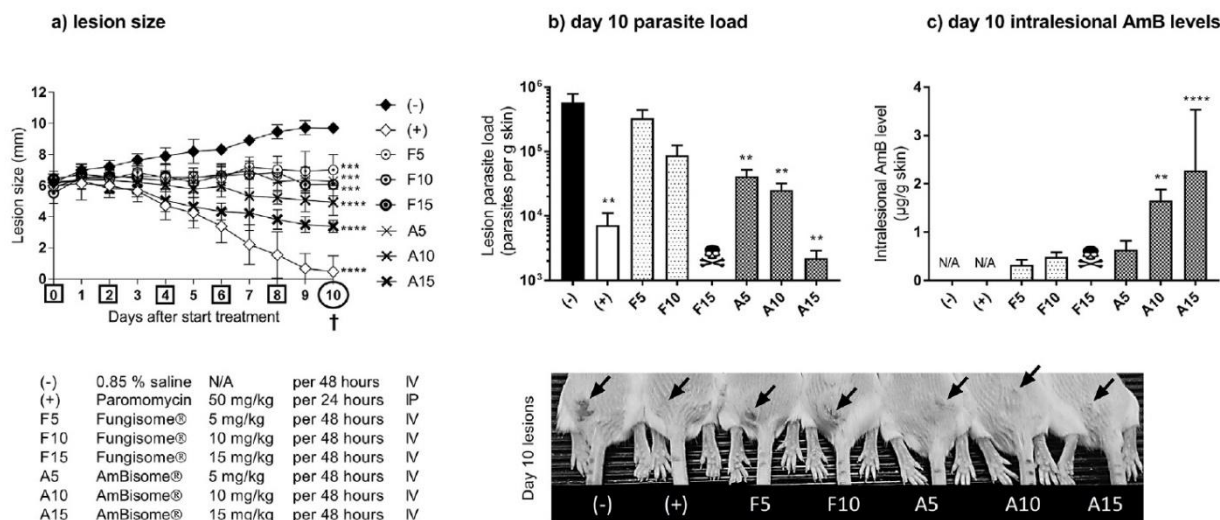 a) lesion size
b) day 10 parasite load
c) day 10 intralesional AmB levels
Lesion size (mm)
12
10
8
6
4
2
0
0 1 2 3 4 5 6 7 8 9 10
Days after start treatment
†
(-)
(+)
F5
F10
F15
A5
A10
A15
***
***
***
****
****
****
Lesion parasite load
(parasites per g skin)
10⁶
10⁵
10⁴
10³
**
**
**
**
(-) (+) F5 F10 F15 A5 A10 A15
Intralesional AmB level
(µg/g skin)
4
3
2
1
0
N/A N/A
**
****
(-) (+) F5 F10 F15 A5 A10 A15
(-) 0.85 % saline N/A per 48 hours IV
(+) Paromomycin 50 mg/kg per 24 hours IP
F5 Fungisome® 5 mg/kg per 48 hours IV
F10 Fungisome® 10 mg/kg per 48 hours IV
F15 Fungisome® 15 mg/kg per 48 hours IV
A5 AmBisome® 5 mg/kg per 48 hours IV
A10 AmBisome® 10 mg/kg per 48 hours IV
A15 AmBisome® 15 mg/kg per 48 hours IV
Day 10 lesions
(-) (+) F5 F10 A5 A10 A15